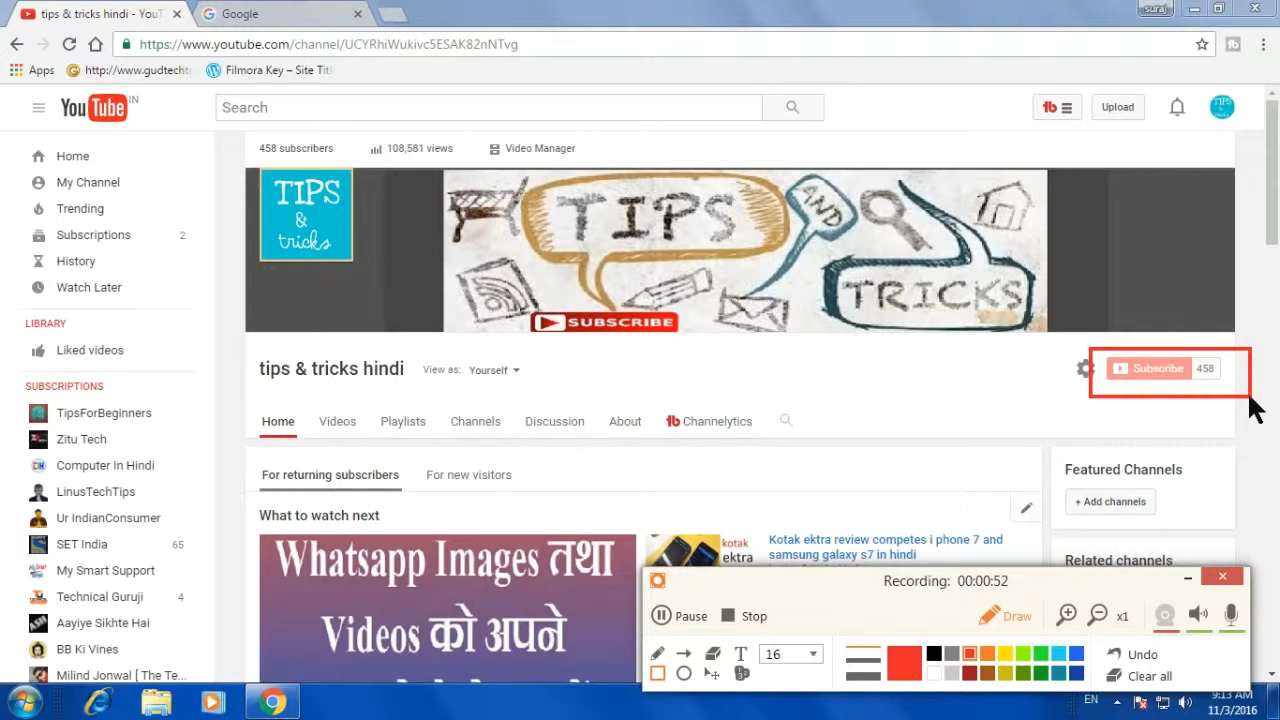 tips & tricks hindi - YouT
Google
suraj
https://www.youtube.com/channel/UCYRhiWukivc5ESAK82nNTvg
Apps
http://www.gudtecht
Filmora Key – Site Titl
YouTube IN
Search
Upload
458 subscribers
108,581 views
Video Manager
TIPS
&
tricks
TIPS
AND
TRICKS
SUBSCRIBE
tips & tricks hindi
View as: Yourself
Subscribe 458
Home
Videos
Playlists
Channels
Discussion
About
Channelytics
For returning subscribers
For new visitors
What to watch next
Whatsapp Images तथा
Videos को अपने
kotak
ektra
Kotak ektra review competes i phone 7 and
samsung galaxy s7 in hindi
Featured Channels
+ Add channels
Related channels
Home
My Channel
Trending
Subscriptions 2
History
Watch Later
LIBRARY
Liked videos
SUBSCRIPTIONS
TipsForBeginners
Zitu Tech
Computer In Hindi
LinusTechTips
Ur IndianConsumer
SET India 65
My Smart Support
Technical Guruji 4
Aayiye Sikhte Hai
BB Ki Vines
Milind Jonwal [ The Te...
Recording: 00:00:52
Pause
Stop
Draw
x1
T
16
Undo
Clear all
EN
9:13 AM
11/3/2016